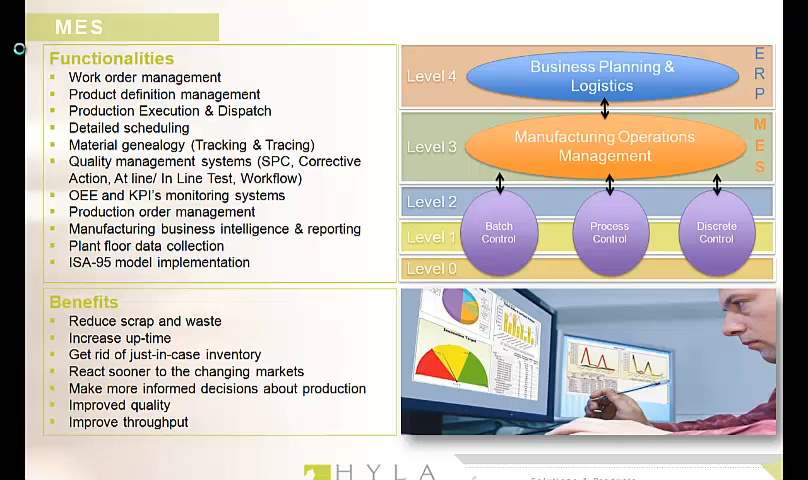 MES
Functionalities
Work order management
Product definition management
Production Execution & Dispatch
Detailed scheduling
Material genealogy (Tracking & Tracing)
Quality management systems (SPC, Corrective
Action, At line/ In Line Test, Workflow)
OEE and KPI's monitoring systems
Production order management
Manufacturing business intelligence & reporting
Plant floor data collection
ISA-95 model implementation
Benefits
Reduce scrap and waste
Increase up-time
Get rid of just-in-case inventory
React sooner to the changing markets
Make more informed decisions about production
Improved quality
Improve throughput
Level 4
Business Planning &
Logistics
E
R
P
Level 3
Manufacturing Operations
Management
M
E
S
Level 2
Level 1
Level 0
Batch
Control
Process
Control
Discrete
Control
HYLA